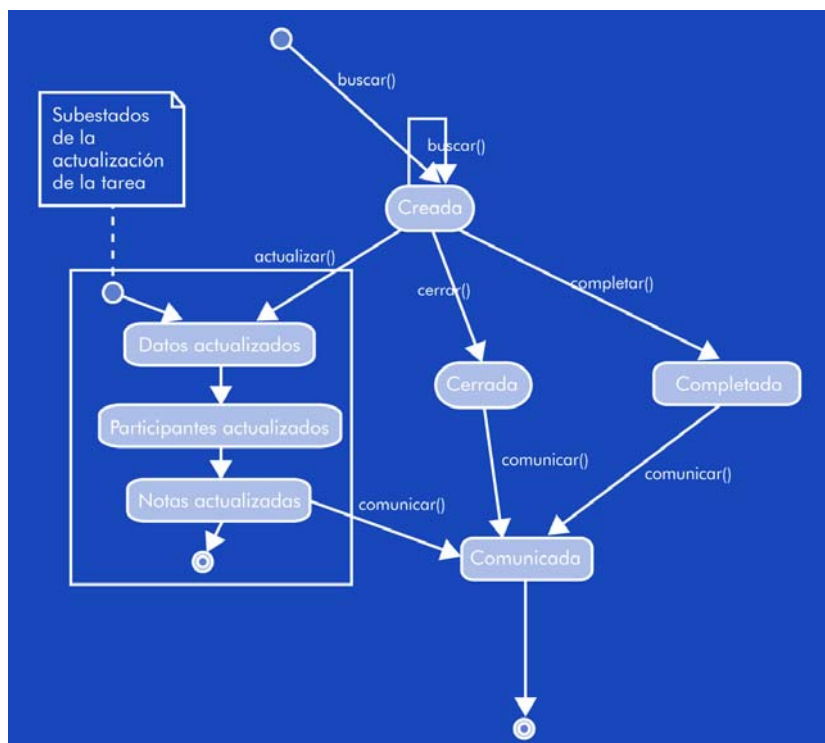 buscar()
Subestados
de la
actualización
de la tarea
buscar()
Creada
actualizar()
cerrar()
completar()
Datos actualizados
Cerrada
Completada
Participantes actualizados
comunicar()
comunicar()
Notas actualizadas
comunicar()
Comunicada